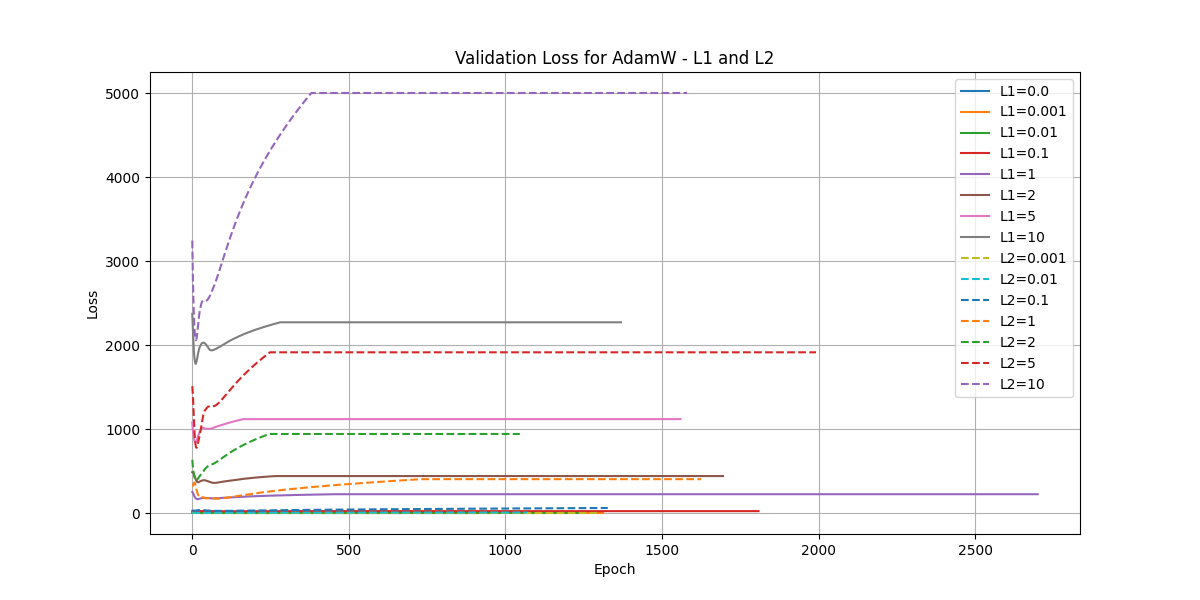 Validation Loss for AdamW - L1 and L2
Loss
5000
4000
3000
2000
1000
0
0
500
1000
1500
2000
2500
Epoch
L1=0.0
L1=0.001
L1=0.01
L1=0.1
L1=1
L1=2
L1=5
L1=10
L2=0.001
L2=0.01
L2=0.1
L2=1
L2=2
L2=5
L2=10